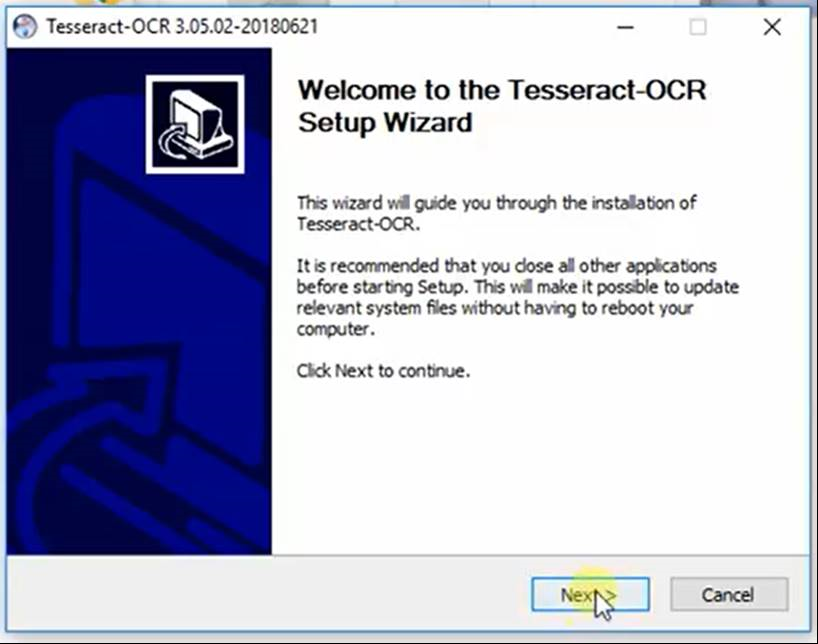 Tesseract-OCR 3.05.02-20180621
Welcome to the Tesseract-OCR
Setup Wizard
This wizard will guide you through the installation of
Tesseract-OCR.
It is recommended that you close all other applications
before starting Setup. This will make it possible to update
relevant system files without having to reboot your
computer.
Click Next to continue.
Next >
Cancel